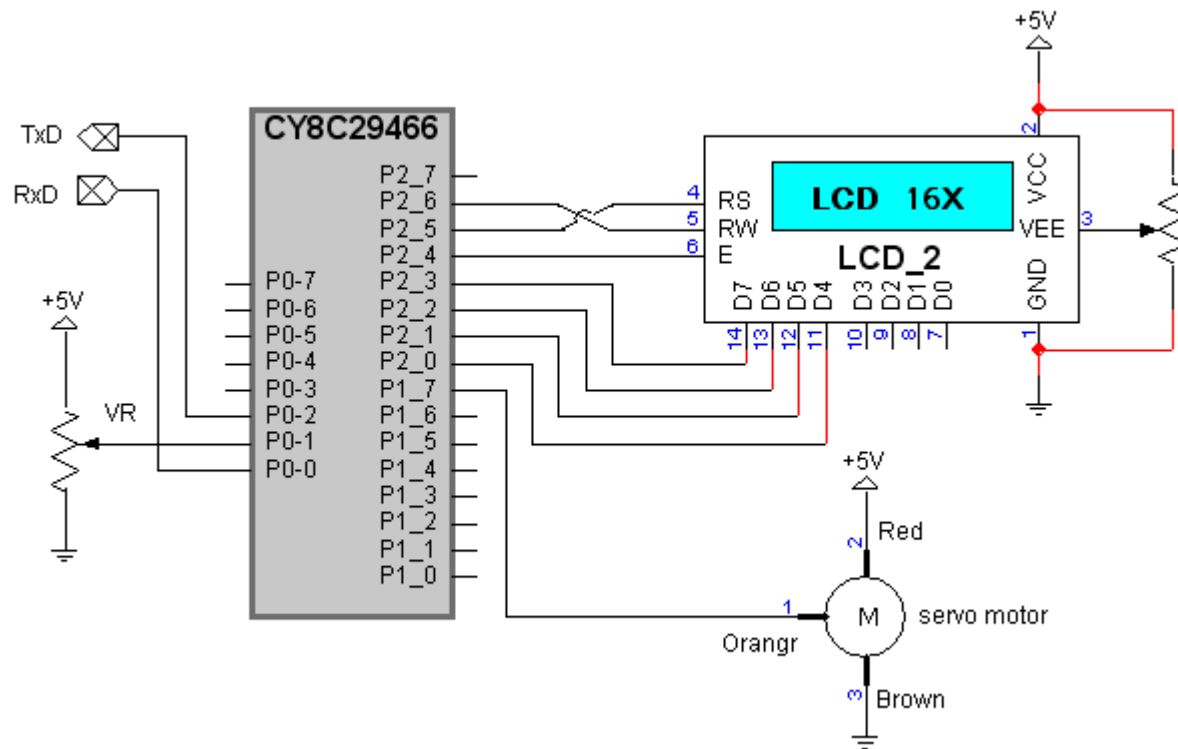 +5V
TxD
RxD
CY8C29466
P2_7
P2_6
P2_5
P2_4
P2_3
P2_2
P2_1
P2_0
P1_7
P1_6
P1_5
P1_4
P1_3
P1_2
P1_1
P1_0
P0-7
P0-6
P0-5
P0-4
P0-3
P0-2
P0-1
P0-0
+5V
VR
4
5
6
RS
RW
E
LCD 16X
LCD_2
2
VCC
VEE
3
GND
1
D7
D6
D5
D4
D3
D2
D1
D0
14
13
12
11
10
9
8
7
+5V
2
Red
1
Orangr
M
servo motor
3
Brown